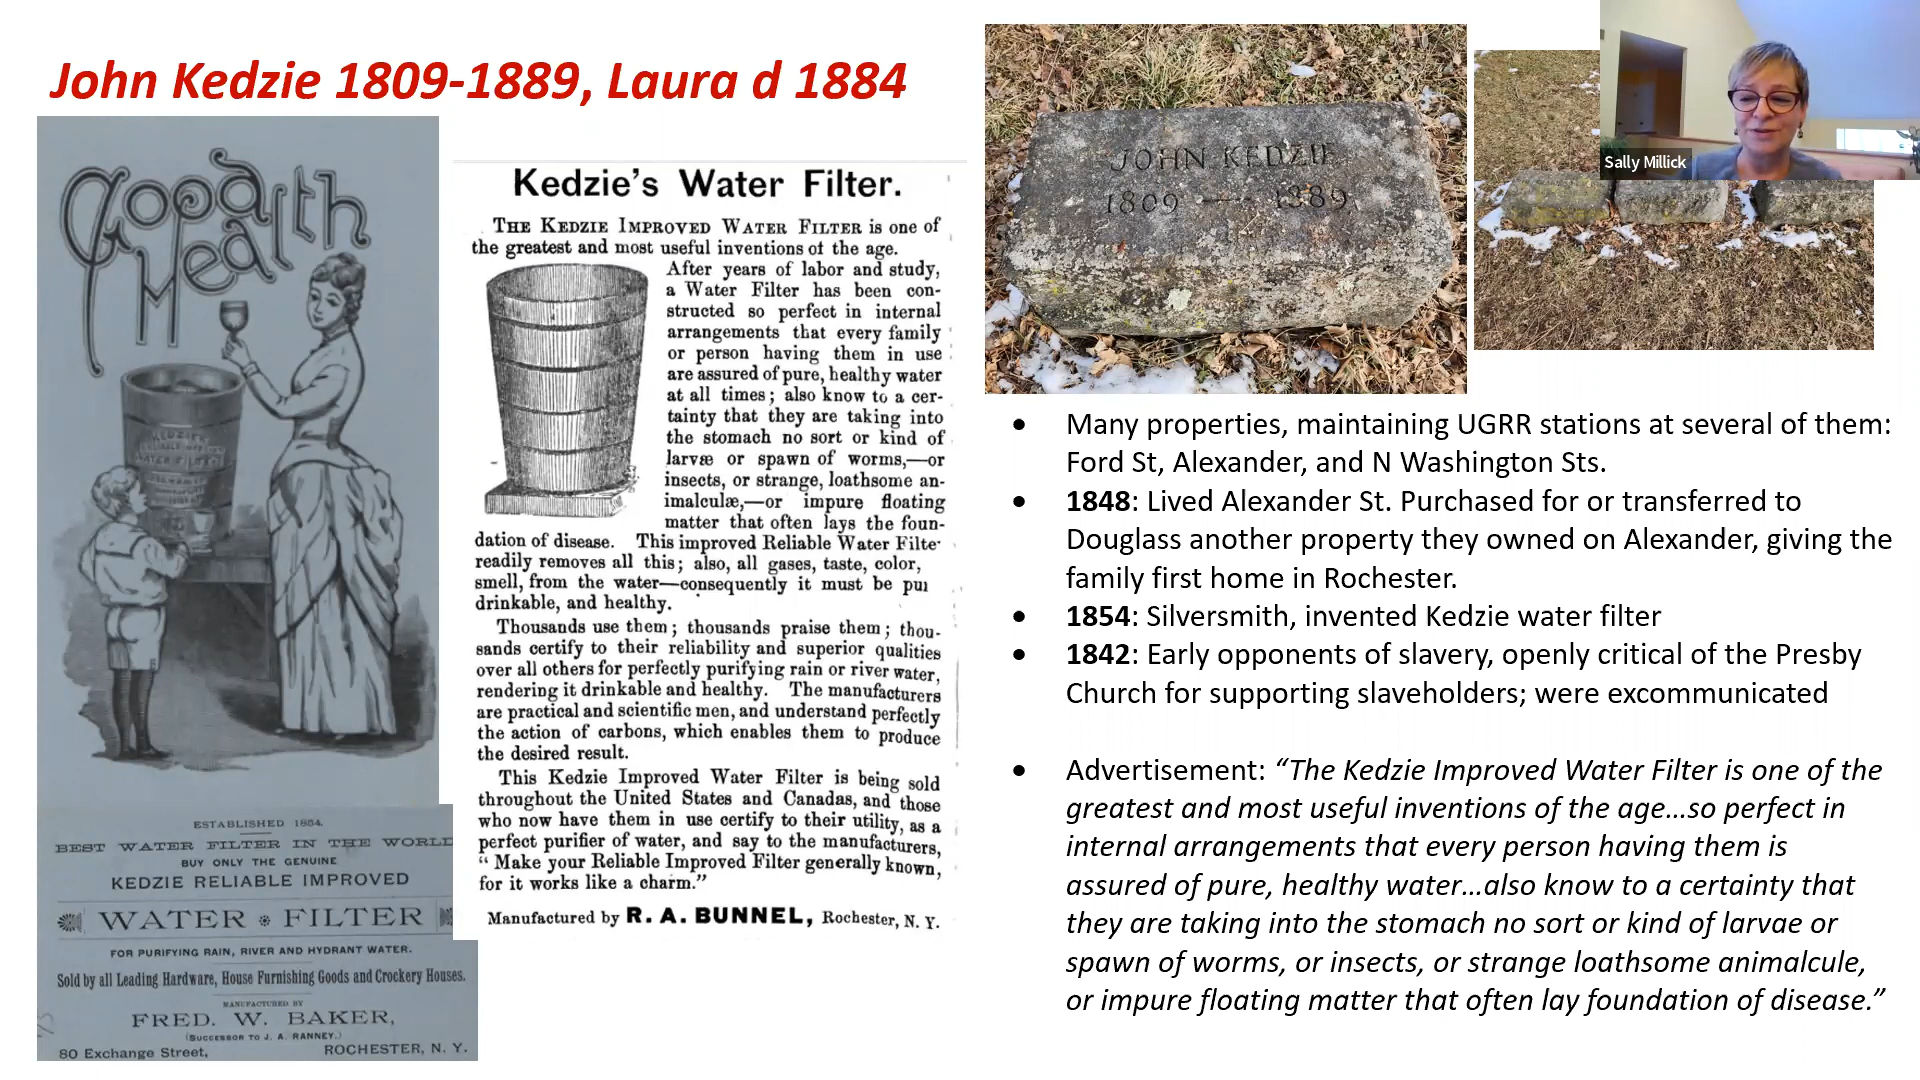 John Kedzie 1809-1889, Laura d 1884
Good
Health
KEDZIE'S
WATER FILTER
ESTABLISHED 1854.
BEST WATER FILTER IN THE WORLD
BUY ONLY THE GENUINE
KEDZIE RELIABLE IMPROVED
WATER FILTER
FOR PURIFYING RAIN, RIVER AND HYDRANT WATER.
Sold by all Leading Hardware, House Furnishing Goods and Crockery Houses.
MANUFACTURED BY
FRED. W. BAKER,
(SUCCESSOR TO J. A. RANNEY.)
80 Exchange Street, ROCHESTER, N. Y.
Kedzie's Water Filter.
THE KEDZIE IMPROVED WATER FILTER is one of
the greatest and most useful inventions of the age.
After years of labor and study,
a Water Filter has been con-
structed so perfect in internal
arrangements that every family
or person having them in use
are assured of pure, healthy water
at all times; also know to a cer-
tainty that they are taking into
the stomach no sort or kind of
larvæ or spawn of worms,—or
insects, or strange, loathsome an-
imalculæ,—or impure floating
matter that often lays the foun-
dation of disease. This improved Reliable Water Filte
readily removes all this; also, all gases, taste, color,
smell, from the water—consequently it must be pu
drinkable, and healthy.
Thousands use them; thousands praise them; thou-
sands certify to their reliability and superior qualities
over all others for perfectly purifying rain or river water,
rendering it drinkable and healthy. The manufacturers
are practical and scientific men, and understand perfectly
the action of carbons, which enables them to produce
the desired result.
This Kedzie Improved Water Filter is being sold
throughout the United States and Canadas, and those
who now have them in use certify to their utility, as a
perfect purifier of water, and say to the manufacturers,
“ Make your Reliable Improved Filter generally known,
for it works like a charm.”
Manufactured by R. A. BUNNEL, Rochester, N. Y.
JOHN KEDZIE
1809 — 1889
Sally Millick
• Many properties, maintaining UGRR stations at several of them:
Ford St, Alexander, and N Washington Sts.
• 1848: Lived Alexander St. Purchased for or transferred to
Douglass another property they owned on Alexander, giving the
family first home in Rochester.
• 1854: Silversmith, invented Kedzie water filter
• 1842: Early opponents of slavery, openly critical of the Presby
Church for supporting slaveholders; were excommunicated
• Advertisement: “The Kedzie Improved Water Filter is one of the
greatest and most useful inventions of the age…so perfect in
internal arrangements that every person having them is
assured of pure, healthy water…also know to a certainty that
they are taking into the stomach no sort or kind of larvae or
spawn of worms, or insects, or strange loathsome animalcule,
or impure floating matter that often lay foundation of disease.”